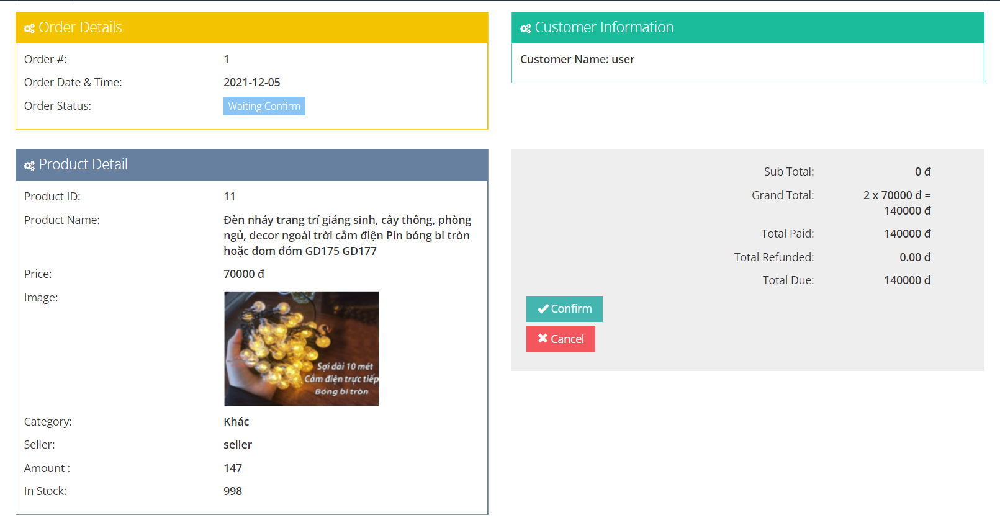 Order Details
Order #: 1
Order Date & Time: 2021-12-05
Order Status: Waiting Confirm
Customer Information
Customer Name: user
Product Detail
Product ID: 11
Product Name: Đèn nháy trang trí giáng sinh, cây thông, phòng
ngủ, decor ngoài trời cắm điện Pin bóng bi tròn
hoặc đom đóm GD175 GD177
Price: 70000 đ
Image:
Sợi dài 10 mét
Cắm điện trực tiếp
Bóng bi tròn
Category: Khác
Seller: seller
Amount : 147
In Stock: 998
Sub Total: 0 đ
Grand Total: 2 x 70000 đ =
140000 đ
Total Paid: 140000 đ
Total Refunded: 0.00 đ
Total Due: 140000 đ
Confirm
Cancel